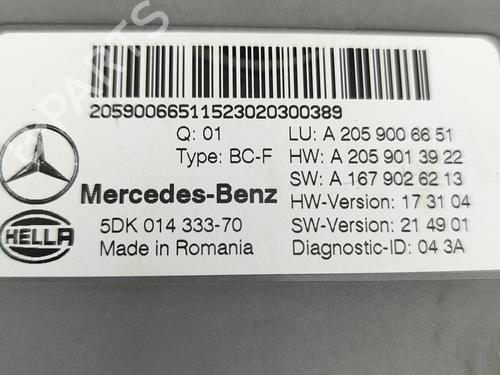 2059006651152302030038​9
Q: 01
LU: A 205 900 66 51
Type: BC-F
HW: A 205 901 39 22
SW: A 167 902 62 13
Mercedes-Benz
HW-Version: 17 31 04
HELLA
5DK 014 333-70
SW-Version: 21 49 01
Made in Romania
Diagnostic-ID: 04 3A
PARTS